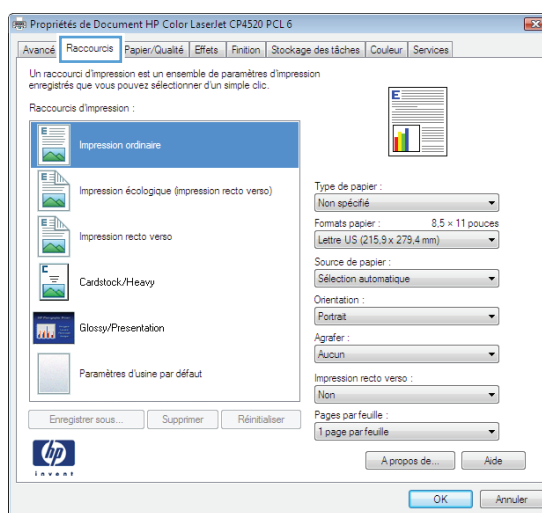 Propriétés de Document HP Color LaserJet CP4520 PCL 6
Avancé Raccourcis Papier/Qualité Effets Finition Stockage des tâches Couleur Services
Un raccourci d'impression est un ensemble de paramètres d'impression
enregistrés que vous pouvez sélectionner d'un simple clic.
Raccourcis d'impression :
Impression ordinaire
Impression écologique (impression recto verso)
Impression recto verso
Cardstock/Heavy
Glossy/Presentation
Paramètres d'usine par défaut
Enregistrer sous... Supprimer Réinitialiser
hp
invent
E
Type de papier :
Non spécifié
Formats papier : 8,5 × 11 pouces
Lettre US (215,9 x 279,4 mm)
Source de papier :
Sélection automatique
Orientation :
Portrait
Agrafer :
Aucun
Impression recto verso :
Non
Pages par feuille :
1 page par feuille
A propos de... Aide
OK Annuler